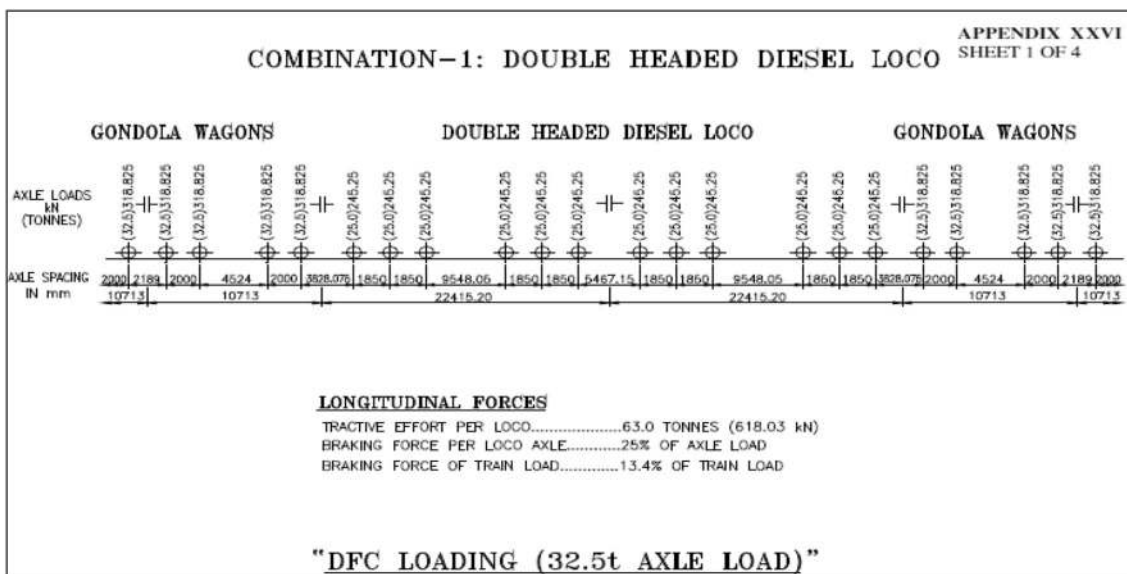 APPENDIX XXVI
SHEET 1 OF 4
COMBINATION-1: DOUBLE HEADED DIESEL LOCO
GONDOLA WAGONS DOUBLE HEADED DIESEL LOCO GONDOLA WAGONS
AXLE LOADS
kN
(TONNES)
(32.5)318.825 (32.5)318.825 (32.5)318.825 (32.5)318.825 (32.5)318.825 (25.0)245.25 (25.0)245.25 (25.0)245.25 (25.0)245.25 (25.0)245.25 (25.0)245.25 (25.0)245.25 (25.0)245.25 (25.0)245.25 (25.0)245.25 (25.0)245.25 (25.0)245.25 (32.5)318.825 (32.5)318.825 (32.5)318.825 (32.5)318.825 (32.5)318.825
AXLE SPACING
IN mm
2000 2189 2000 4524 2000 3828.076 1850 1850 9548.05 1850 1850 5467.15 1850 1850 9548.05 1850 1850 3828.075 2000 4524 2000 2189 2000
10713 10713 22415.20 22415.20 10713 10713
LONGITUDINAL FORCES
TRACTIVE EFFORT PER LOCO...................63.0 TONNES (618.03 kN)
BRAKING FORCE PER LOCO AXLE...........25% OF AXLE LOAD
BRAKING FORCE OF TRAIN LOAD............13.4% OF TRAIN LOAD
"DFC LOADING (32.5t AXLE LOAD)"